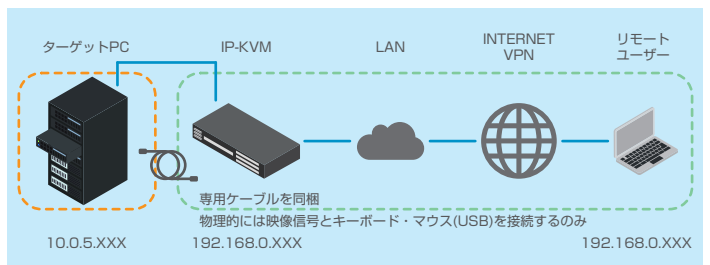 ターゲットPC
IP-KVM
LAN
INTERNET
VPN
リモート
ユーザー
専用ケーブルを同梱
物理的には映像信号とキーボード・マウス(USB)を接続するのみ
10.0.5.XXX
192.168.0.XXX
192.168.0.XXX